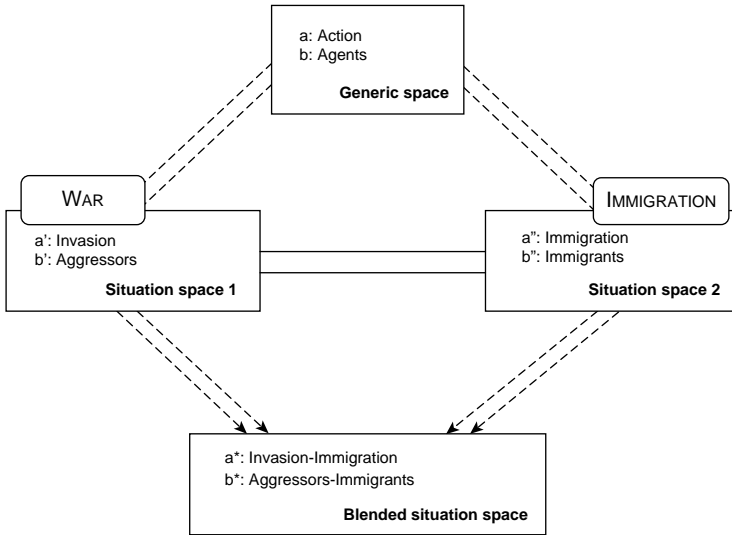 a: Action
b: Agents
Generic space
WAR
IMMIGRATION
a': Invasion
b': Aggressors
Situation space 1
a”: Immigration
b”: Immigrants
Situation space 2
a*: Invasion-Immigration
b*: Aggressors-Immigrants
Blended situation space